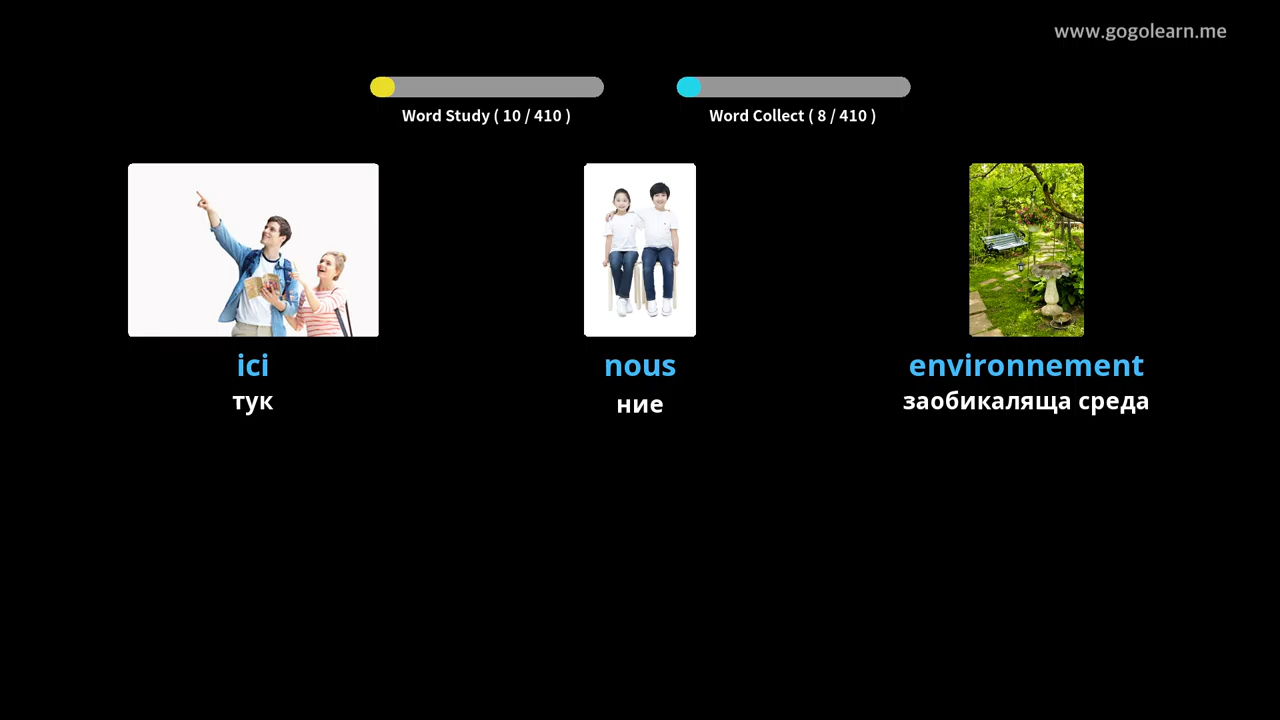 www.gogolearn.me
Word Study ( 10 / 410 )
Word Collect ( 8 / 410 )
ici
тук
nous
ние
environnement
заобикаляща среда